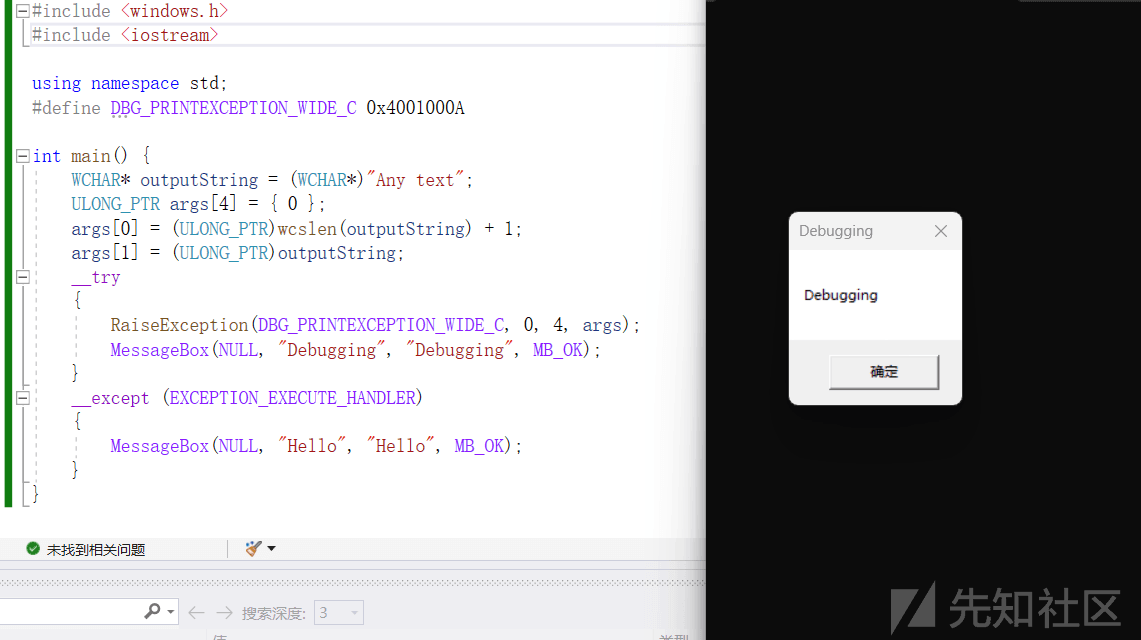 #include <windows.h>
#include <iostream>
using namespace std;
#define DBG_PRINTEXCEPTION_WIDE_C 0x4001000A
int main() {
WCHAR* outputString = (WCHAR*)"Any text";
ULONG_PTR args[4] = { 0 };
args[0] = (ULONG_PTR)wcslen(outputString) + 1;
args[1] = (ULONG_PTR)outputString;
__try
{
RaiseException(DBG_PRINTEXCEPTION_WIDE_C, 0, 4, args);
MessageBox(NULL, "Debugging", "Debugging", MB_OK);
}
__except (EXCEPTION_EXECUTE_HANDLER)
{
MessageBox(NULL, "Hello", "Hello", MB_OK);
}
}
未找到相关问题
搜索深度: 3
Debugging
Debugging
确定
先知社区